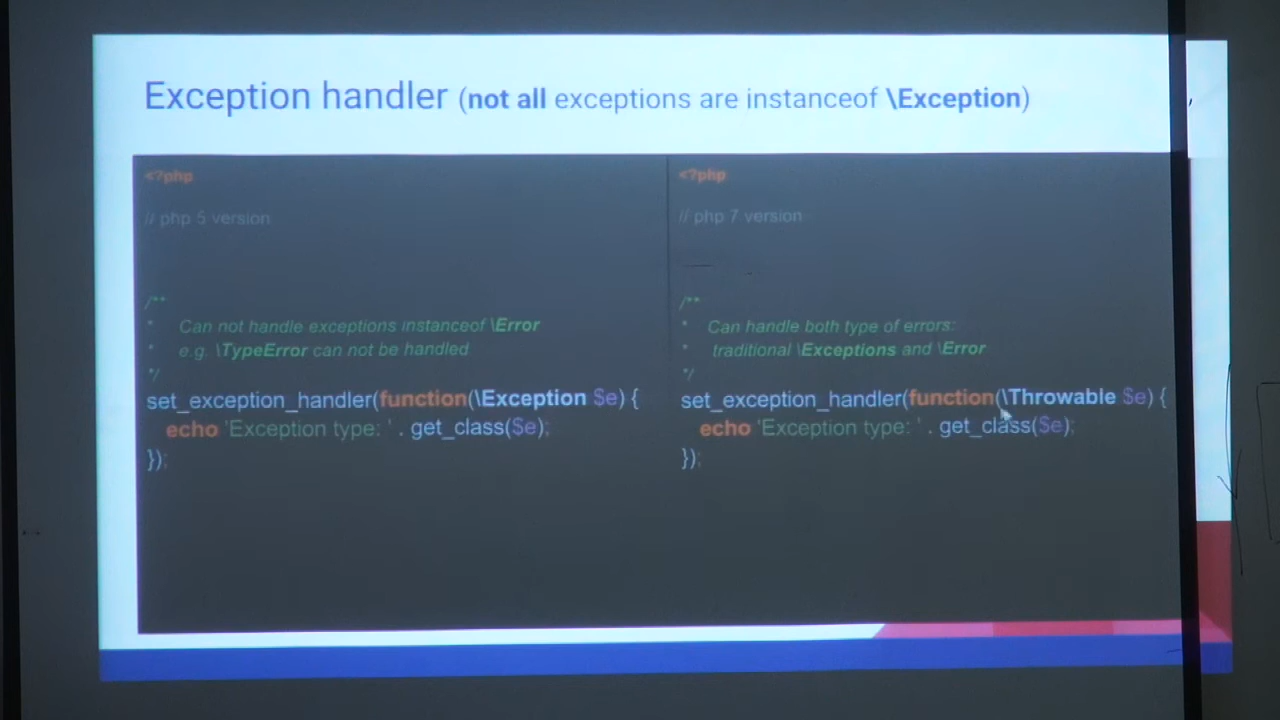 Exception handler (not all exceptions are instanceof \Exception)
<?php
// php 5 version
/**
* Can not handle exceptions instanceof \Error
* e.g. \TypeError can not be handled
*/
set_exception_handler(function(\Exception $e) {
echo 'Exception type: ' . get_class($e);
});
<?php
// php 7 version
/**
* Can handle both type of errors:
* traditional \Exceptions and \Error
*/
set_exception_handler(function(\Throwable $e) {
echo 'Exception type: ' . get_class($e);
});